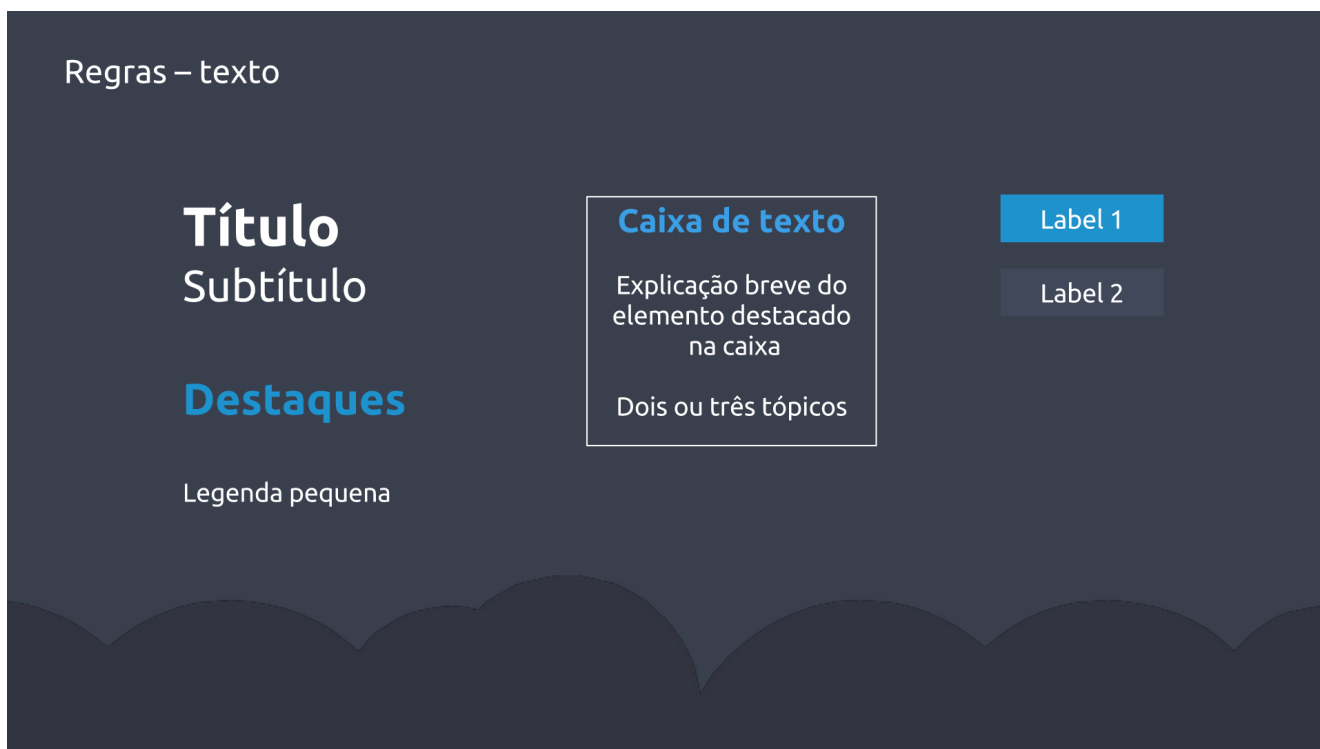 Regras – texto
Título
Subtítulo
Destaques
Legenda pequena
Caixa de texto
Explicação breve do
elemento destacado
na caixa
Dois ou três tópicos
Label 1
Label 2